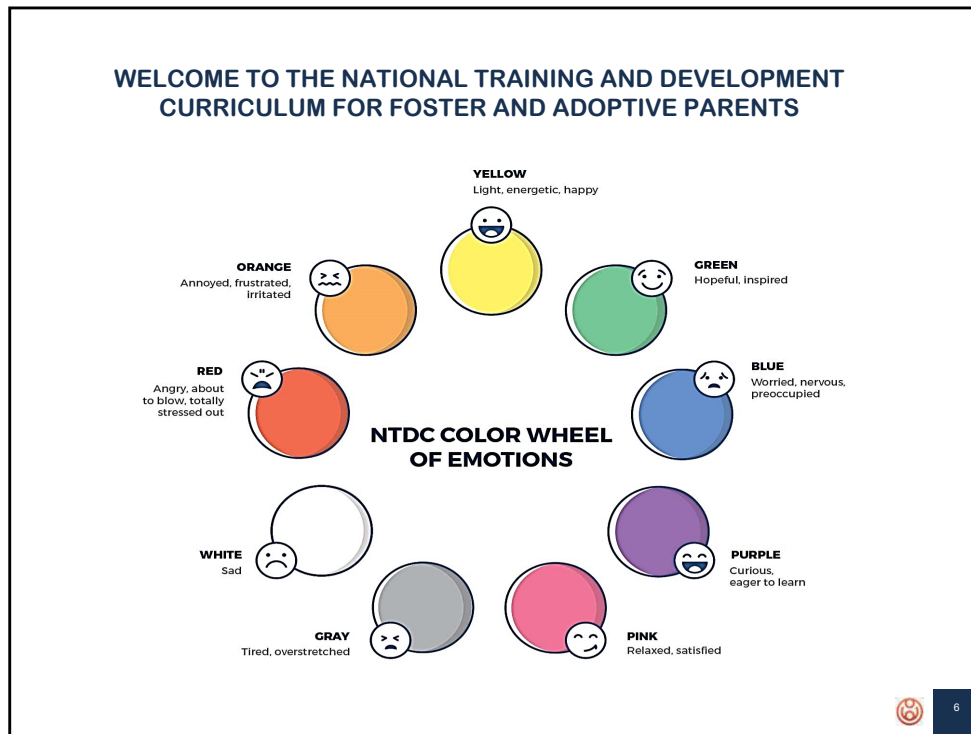 WELCOME TO THE NATIONAL TRAINING AND DEVELOPMENT
CURRICULUM FOR FOSTER AND ADOPTIVE PARENTS
YELLOW
Light, energetic, happy
GREEN
Hopeful, inspired
BLUE
Worried, nervous,
preoccupied
PURPLE
Curious,
eager to learn
PINK
Relaxed, satisfied
GRAY
Tired, overstretched
WHITE
Sad
RED
Angry, about
to blow, totally
stressed out
ORANGE
Annoyed, frustrated,
irritated
NTDC COLOR WHEEL
OF EMOTIONS
6